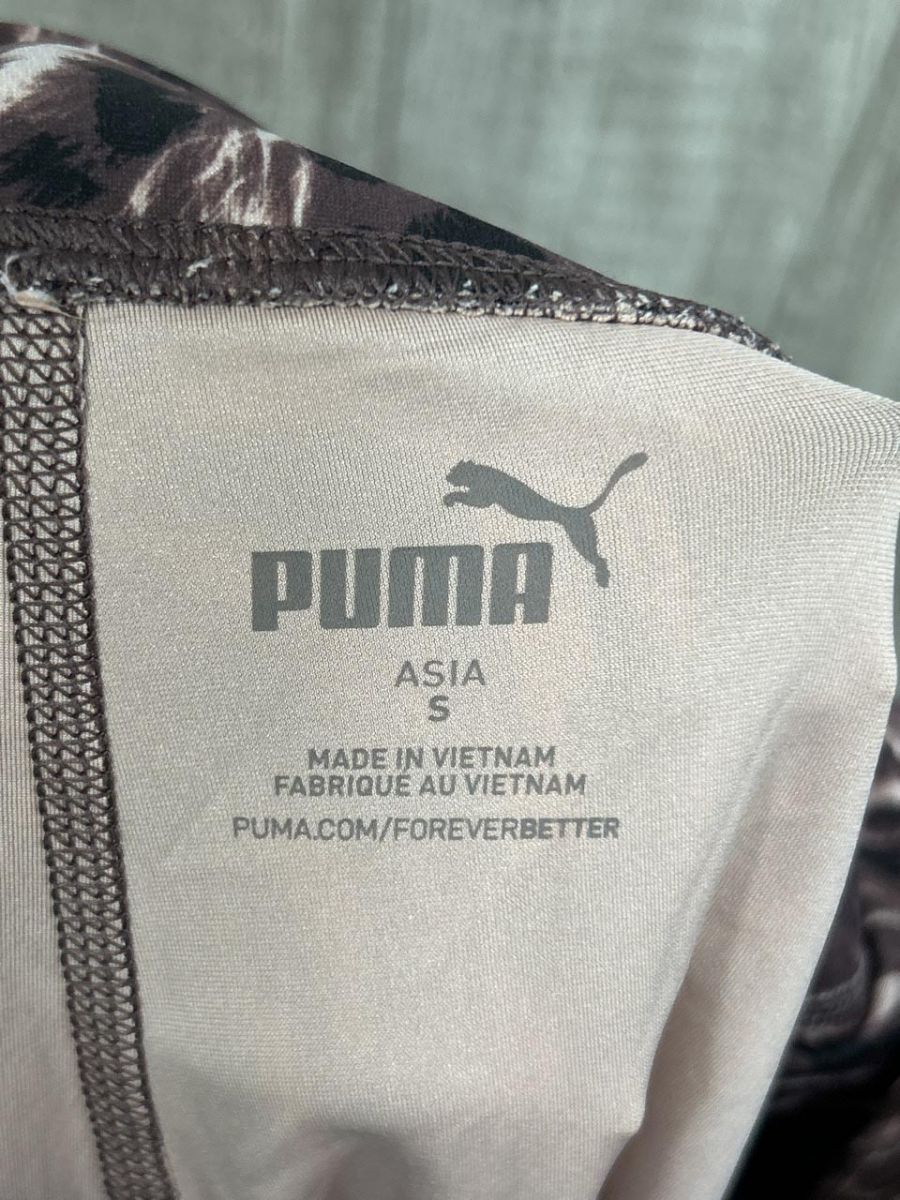 PUMA
ASIA
S
MADE IN VIETNAM
FABRIQUE AU VIETNAM
PUMA.COM/FOREVERBETTER